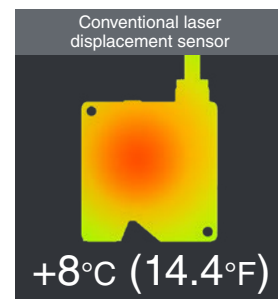 Conventional laser
displacement sensor
+8°C (14.4°F)